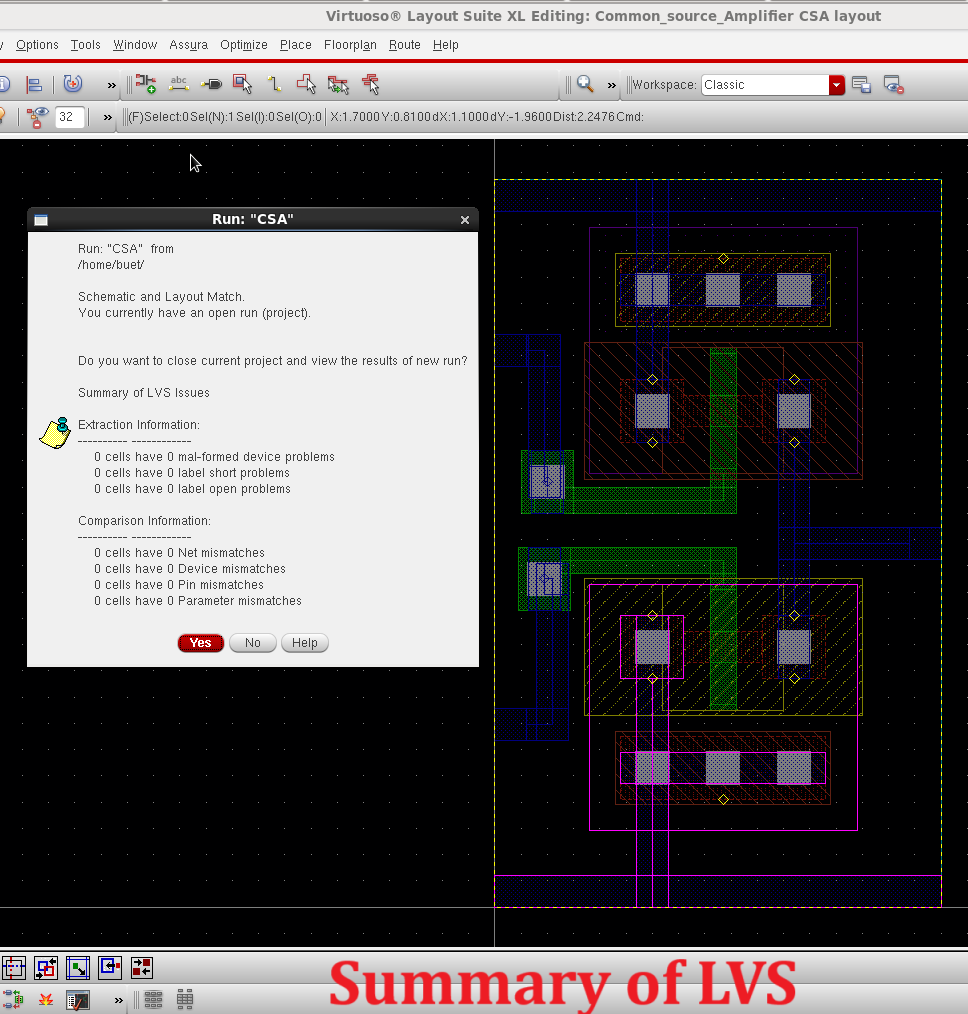 Virtuoso® Layout Suite XL Editing: Common_source_Amplifier CSA layout
Options Tools Window Assura Optimize Place Floorplan Route Help
abc
» » Workspace: Classic
32 » (F)Select:0 Sel(N):1 Sel(I):0 Sel(O):0 X:1.7000 Y:0.8100 dX:1.1000 dY:-1.9600 Dist:2.2476 Cmd:
Run: "CSA"
Run: "CSA" from
/home/buet/
Schematic and Layout Match.
You currently have an open run (project).
Do you want to close current project and view the results of new run?
Summary of LVS Issues
Extraction Information:
---------- ------------
0 cells have 0 mal-formed device problems
0 cells have 0 label short problems
0 cells have 0 label open problems
Comparison Information:
---------- ------------
0 cells have 0 Net mismatches
0 cells have 0 Device mismatches
0 cells have 0 Pin mismatches
0 cells have 0 Parameter mismatches
Yes No Help
»
Summary of LVS